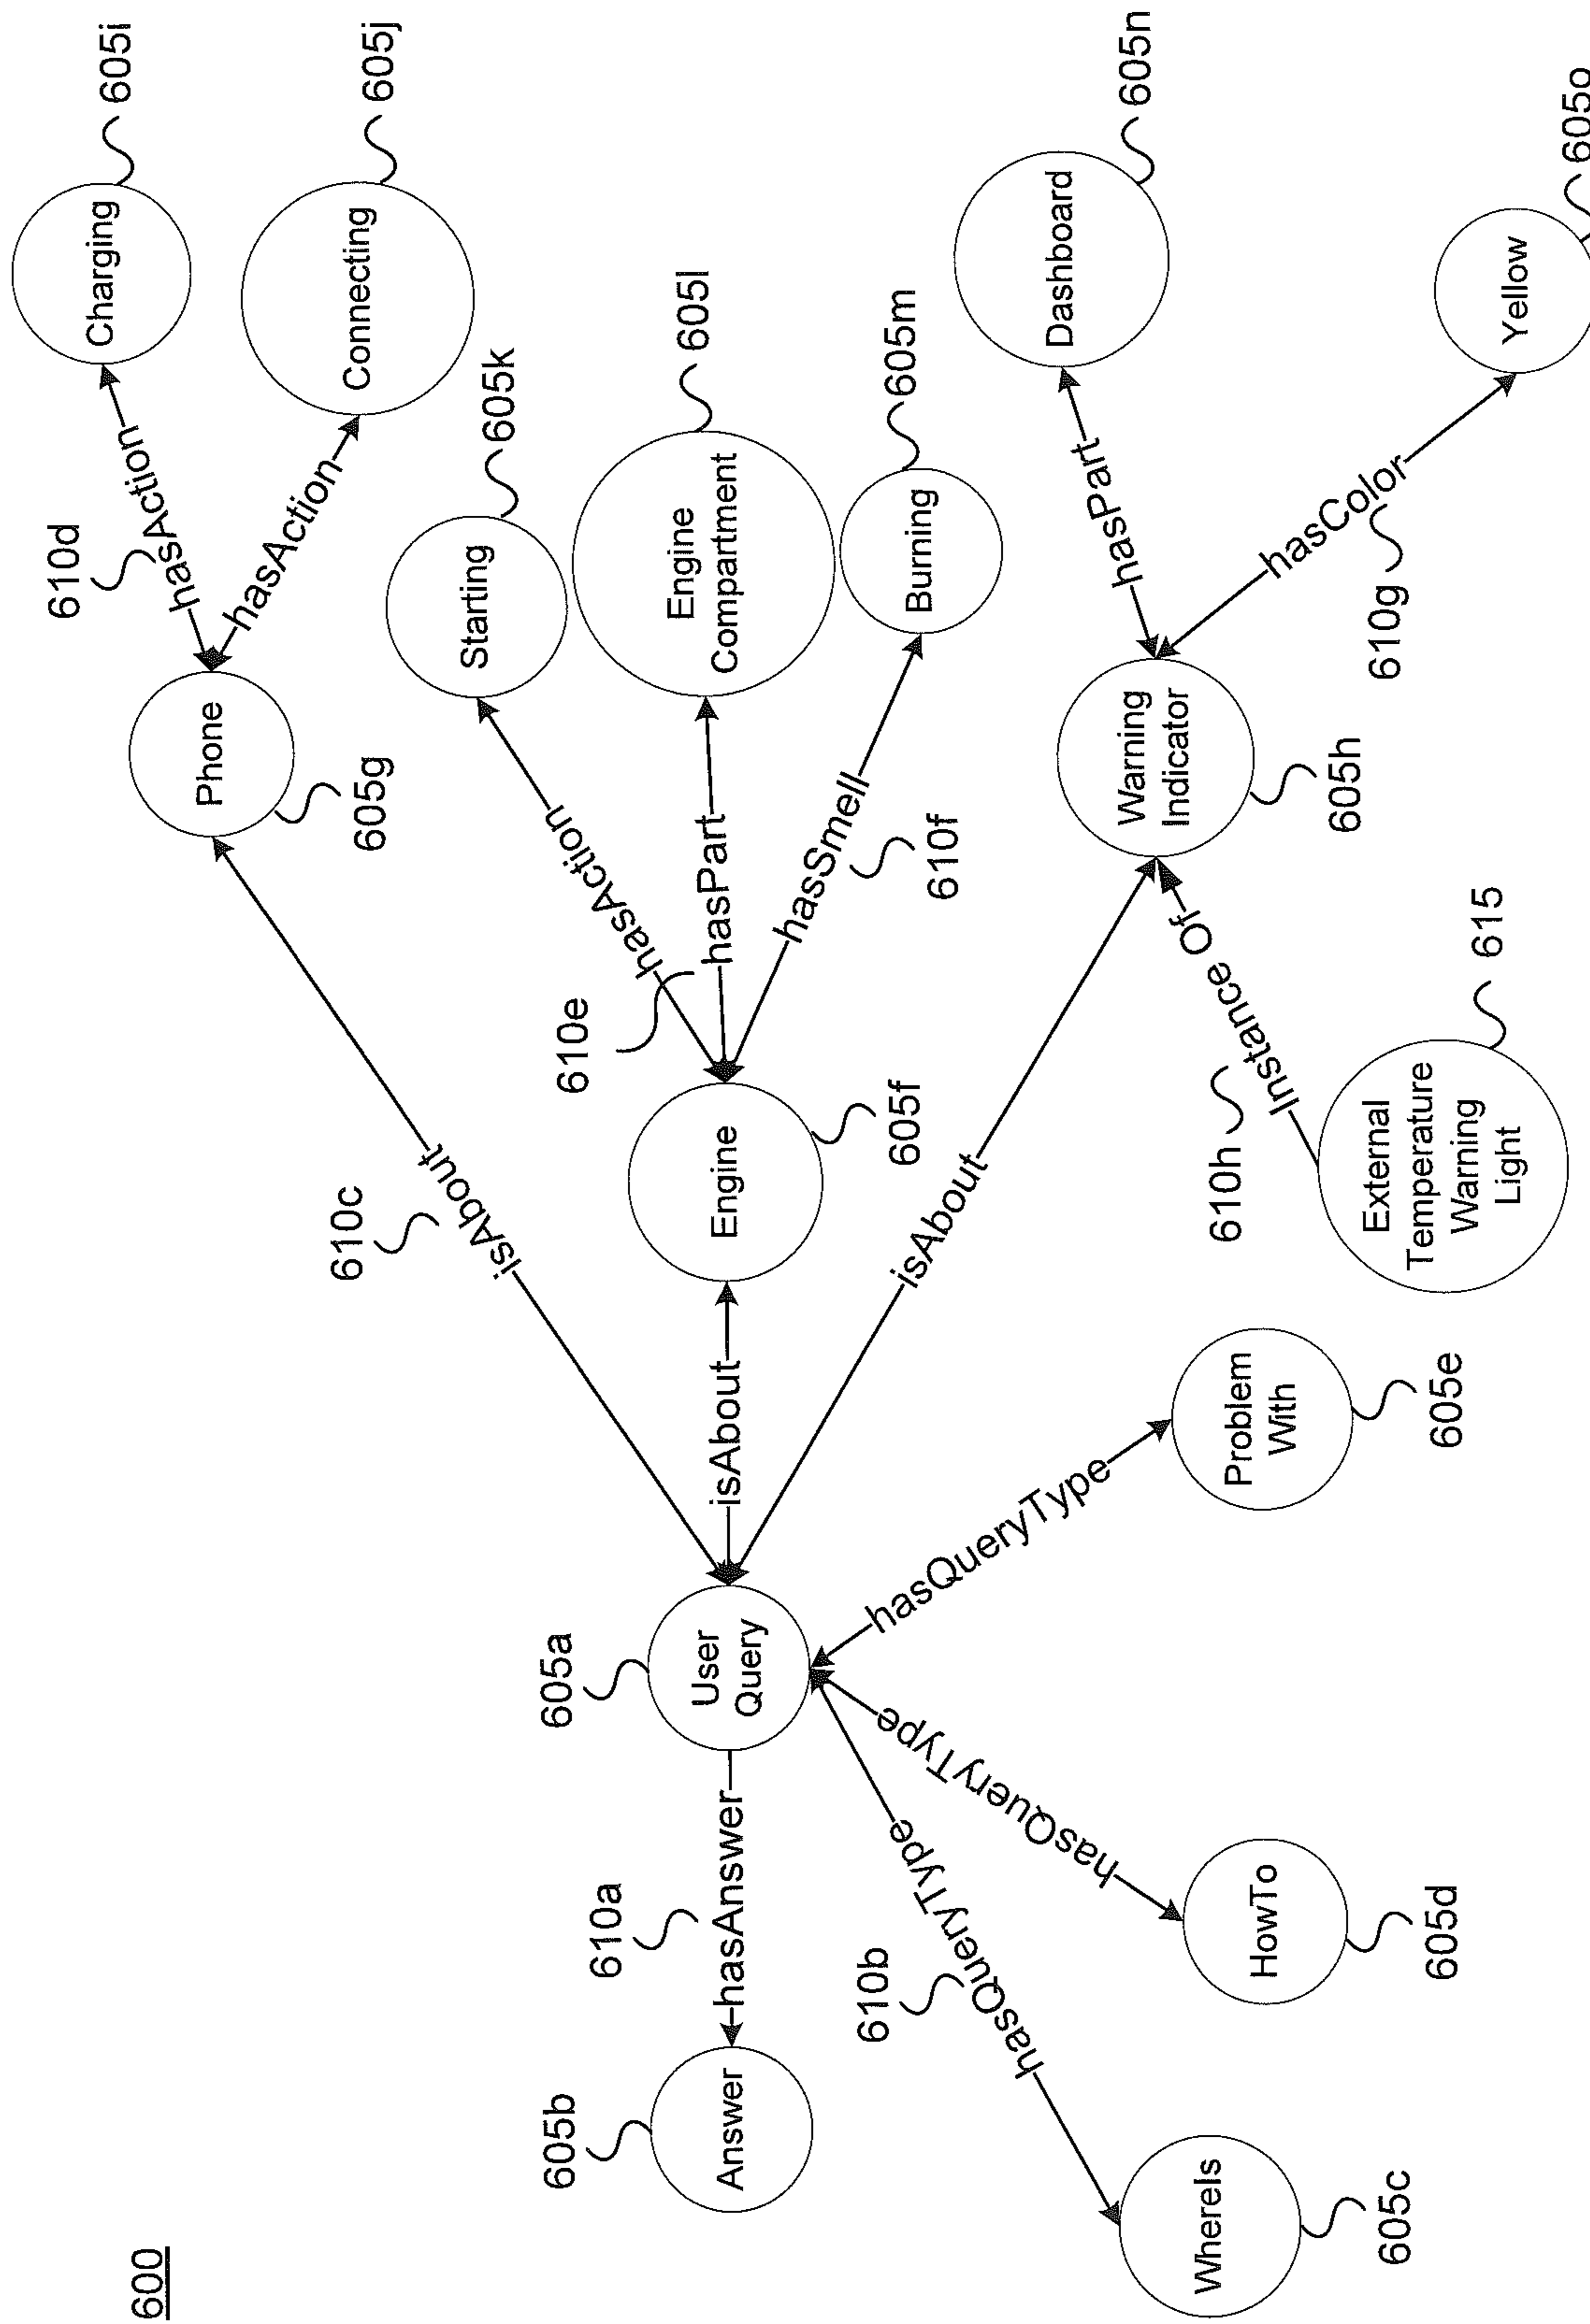 600
610d
hasAction
Charging
605i
Phone
605g
hasAction
Connecting
605j
610c
isAbout
Starting
605k
hasAction
605b
Answer
610a
hasAnswer
605a
User
Query
isAbout
Engine
605f
610e
hasPart
Engine
Compartment
605l
hasSmell
610f
Burning
605m
isAbout
Warning
Indicator
605h
hasPart
Dashboard
605n
610b
hasQueryType
hasQueryType
hasQueryType
WhereIs
605c
HowTo
605d
Problem
With
605e
610h
Instance Of
External
Temperature
Warning
Light
615
hasColor
610g
Yellow
605o